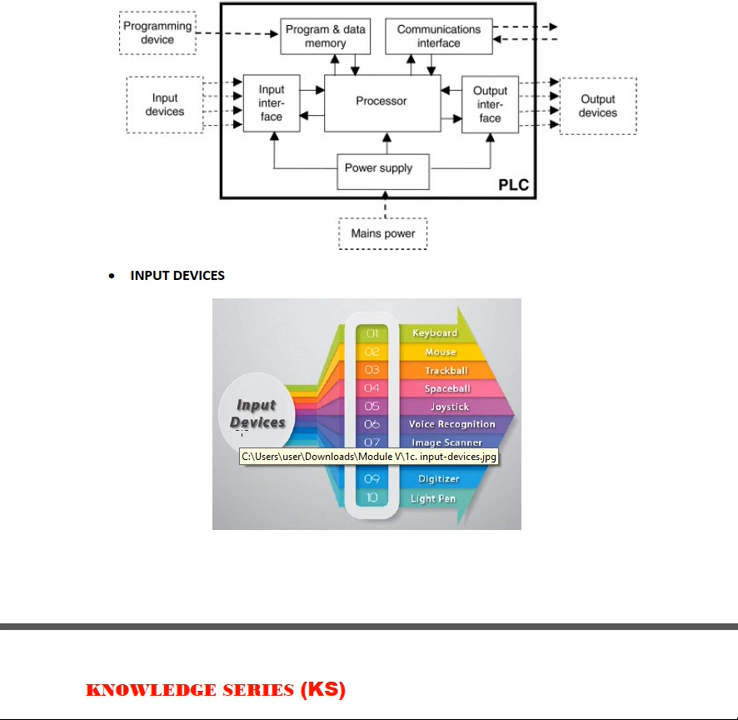 Programming
device
Program & data
memory
Communications
interface
Input
devices
Input
inter-
face
Processor
Output
inter-
face
Output
devices
Power supply
PLC
Mains power
• INPUT DEVICES
Input
Devices
01 Keyboard
02 Mouse
03 Trackball
04 Spaceball
05 Joystick
06 Voice Recognition
07 Image Scanner
C:\Users\user\Downloads\Module V\1c. input-devices.jpg
09 Digitizer
10 Light Pen
KNOWLEDGE SERIES (KS)